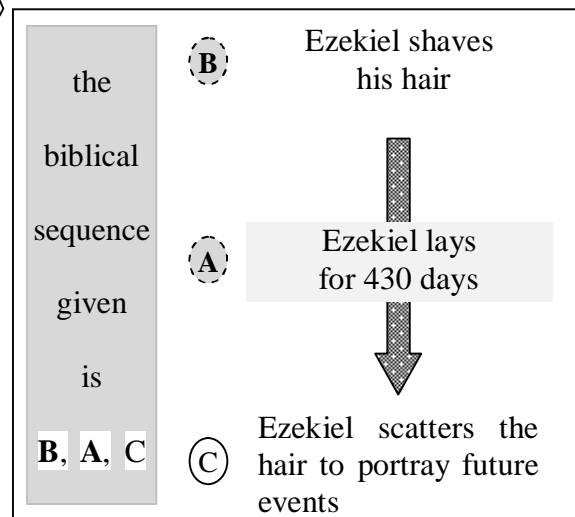 the
biblical
sequence
given
is
B, A, C
B
Ezekiel shaves
his hair
A
Ezekiel lays
for 430 days
C
Ezekiel scatters the
hair to portray future
events